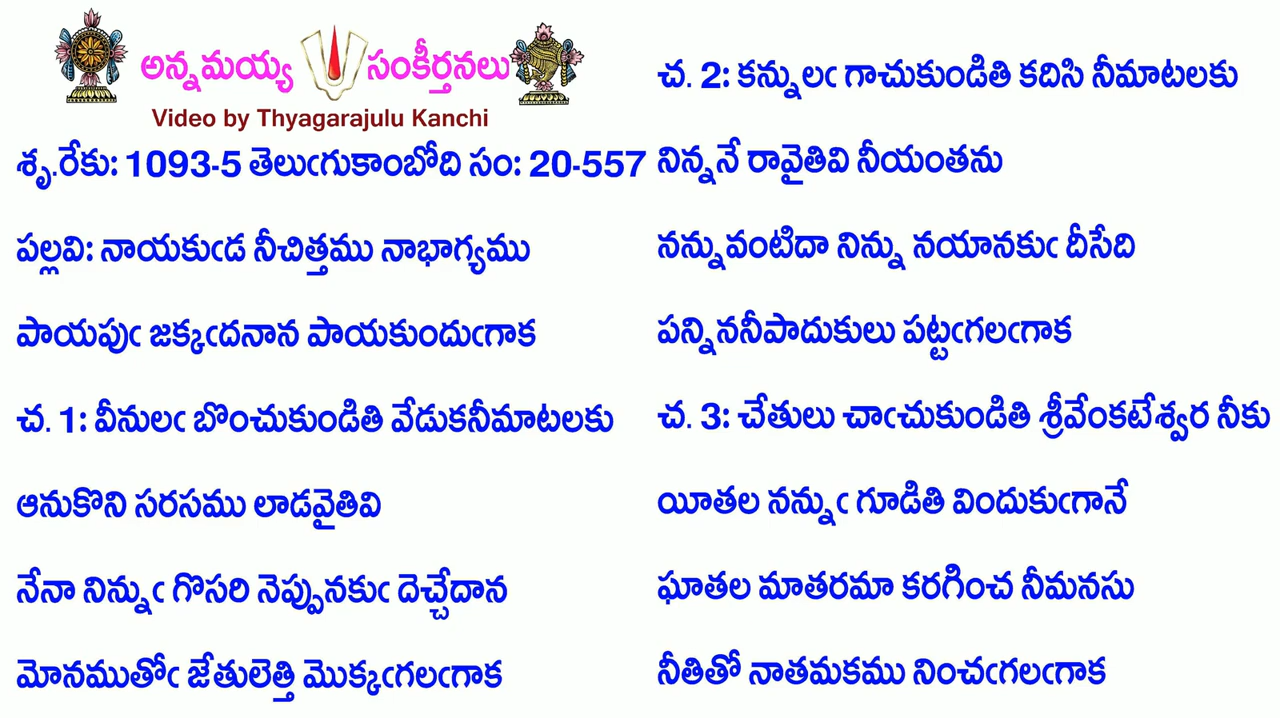 అన్నమయ్య సంకీర్తనలు
Video by Thyagarajulu Kanchi
శృ.రేకు: 1093-5 తెలుఁగుకాంబోది సం: 20-557
పల్లవి: నాయకుఁడ నీచిత్తము నాభాగ్యము
పాయపుఁ జక్కఁదనాన పాయకుందుఁగాక
చ. 1: వీనులఁ బొంచుకుండితి వేడుకనీమాటలకు
ఆనుకొని సరసము లాడవైతివి
నేనా నిన్నుఁ గొసరి నెప్పునకుఁ దెచ్చేదాన
మోనముతోఁ జేతులెత్తి మొక్కఁగలఁగాక
చ. 2: కన్నులఁ గాచుకుండితి కదిసి నీమాటలకు
నిన్ననే రావైతివి నీయంతను
నన్నువంటిదా నిన్ను నయానకుఁ దీసేది
పన్నిననీపాదుకులు పట్టఁగలఁగాక
చ. 3: చేతులు చాఁచుకుండితి శ్రీవేంకటేశ్వర నీకు
యీతల నన్నుఁ గూడితి విందుకుఁగానే
ఘాతల మాతరమా కరగించ నీమనసు
నీతితో నాతమకము నించఁగలఁగాక